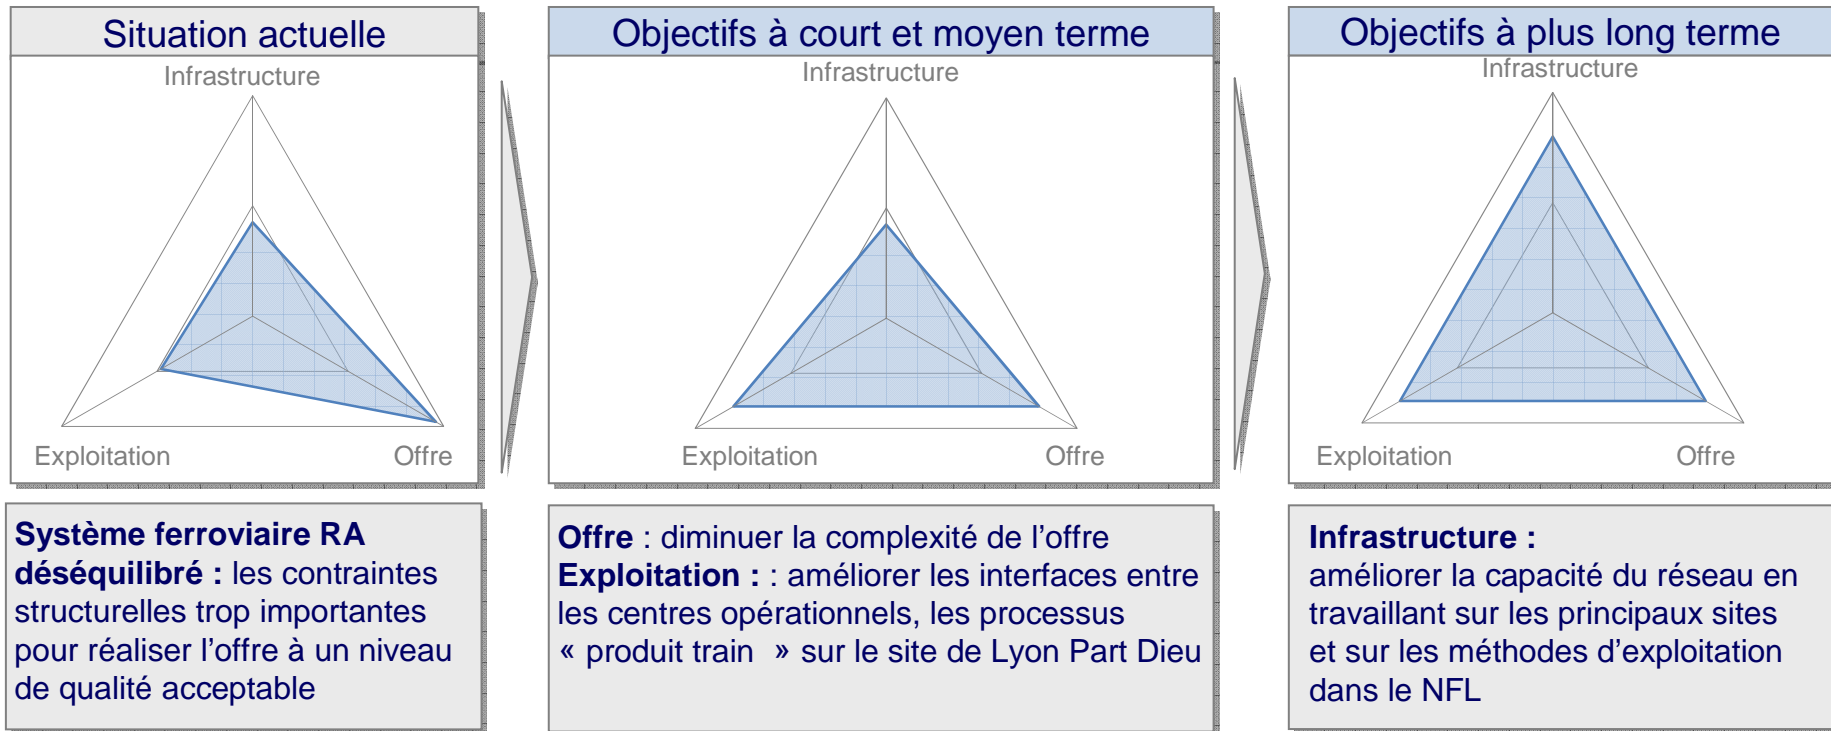 Situation actuelle
Infrastructure
Exploitation
Offre
Système ferroviaire RA
déséquilibré : les contraintes
structurelles trop importantes
pour réaliser l’offre à un niveau
de qualité acceptable
Objectifs à court et moyen terme
Infrastructure
Exploitation
Offre
Offre : diminuer la complexité de l’offre
Exploitation : : améliorer les interfaces entre
les centres opérationnels, les processus
« produit train  » sur le site de Lyon Part Dieu
Objectifs à plus long terme
Infrastructure
Exploitation
Offre
Infrastructure :
améliorer la capacité du réseau en
travaillant sur les principaux sites
et sur les méthodes d’exploitation
dans le NFL